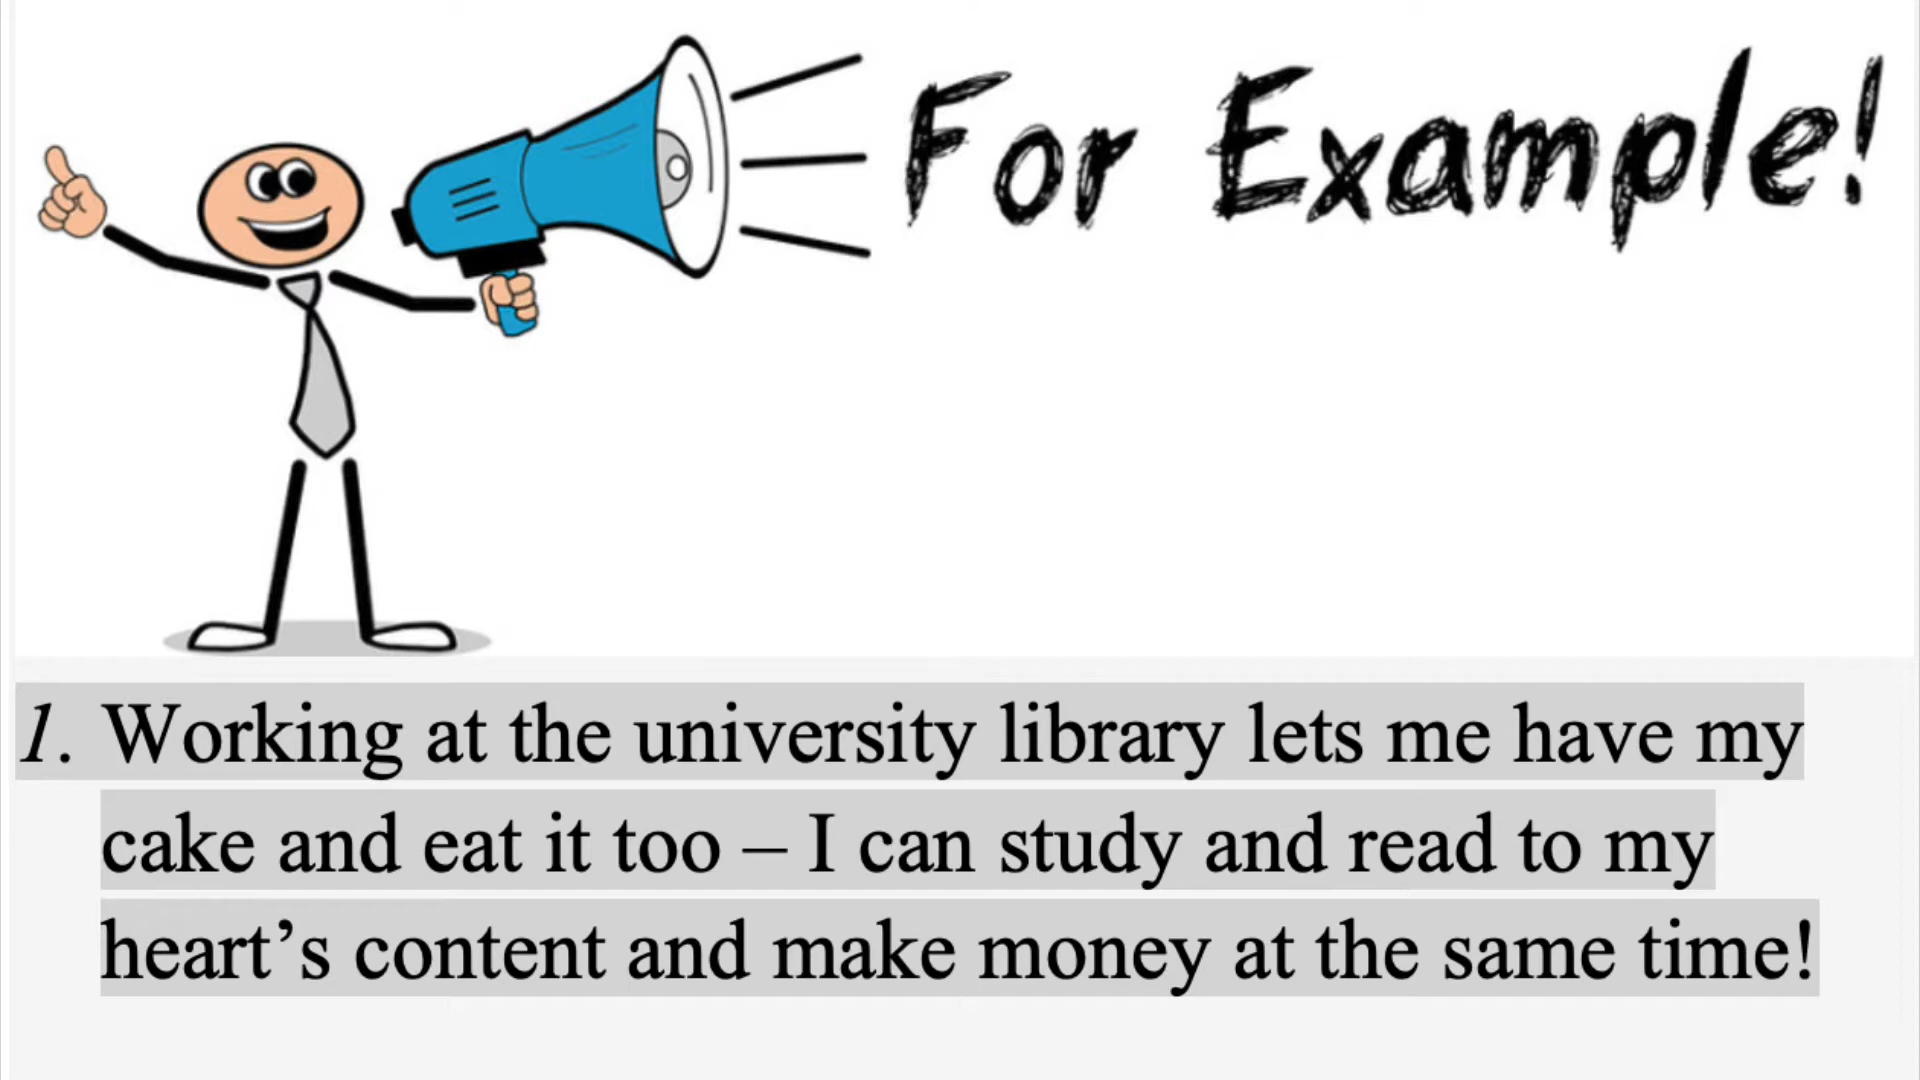 For Example!
1. Working at the university library lets me have my
cake and eat it too – I can study and read to my
heart’s content and make money at the same time!